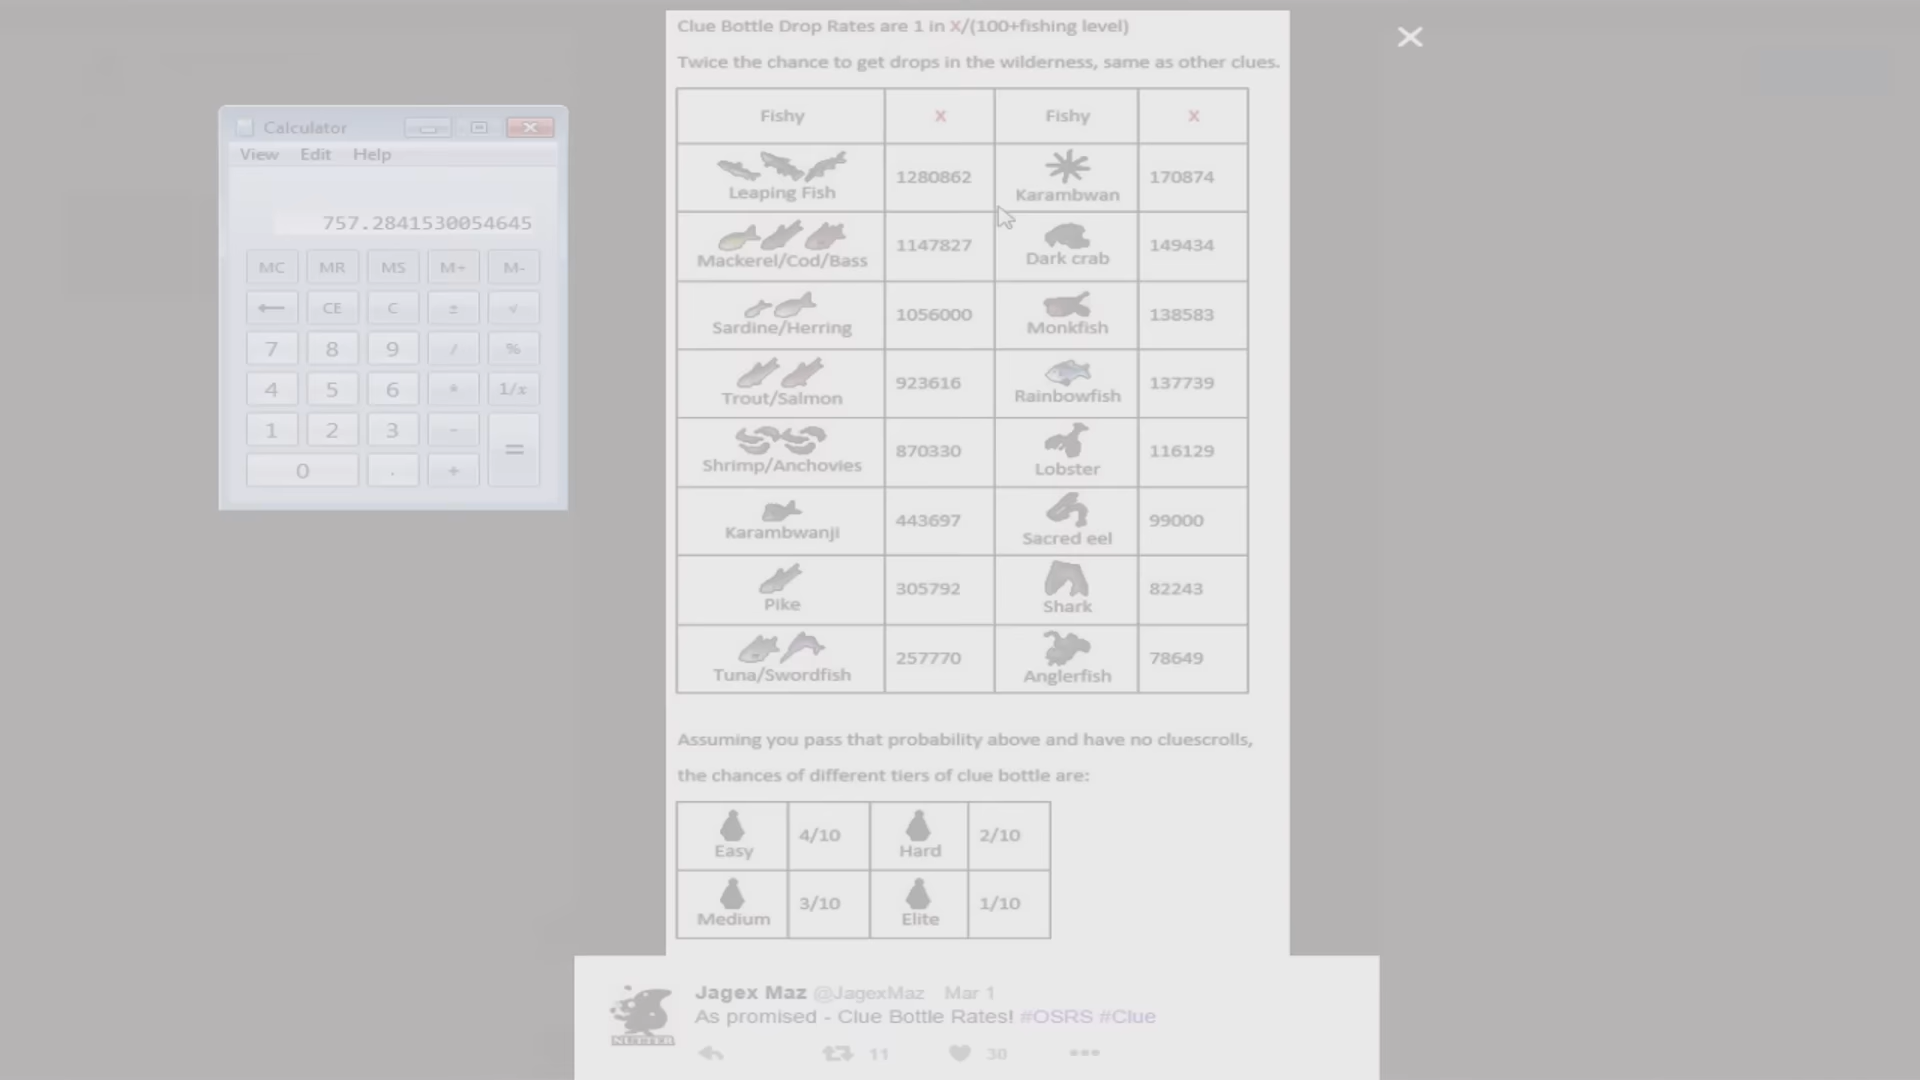 Clue Bottle Drop Rates are 1 in X/(100+fishing level)
Twice the chance to get drops in the wilderness, same as other clues.
Fishy X Fishy X
Leaping Fish 1280862 Karambwan 170874
Mackerel/Cod/Bass 1147827 Dark crab 149434
Sardine/Herring 1056000 Monkfish 138583
Trout/Salmon 923616 Rainbowfish 137739
Shrimp/Anchovies 870330 Lobster 116129
Karambwanji 443697 Sacred eel 99000
Pike 305792 Shark 82243
Tuna/Swordfish 257770 Anglerfish 78649
Assuming you pass that probability above and have no cluescrolls,
the chances of different tiers of clue bottle are:
Easy 4/10 Hard 2/10
Medium 3/10 Elite 1/10
Calculator
View Edit Help
757.2841530054645
MC MR MS M+ M-
← CE C ± √
7 8 9 / %
4 5 6 * 1/x
1 2 3 - =
0 . +
NUTTER
Jagex Maz @JagexMaz Mar 1
As promised - Clue Bottle Rates! #OSRS #Clue
11 30